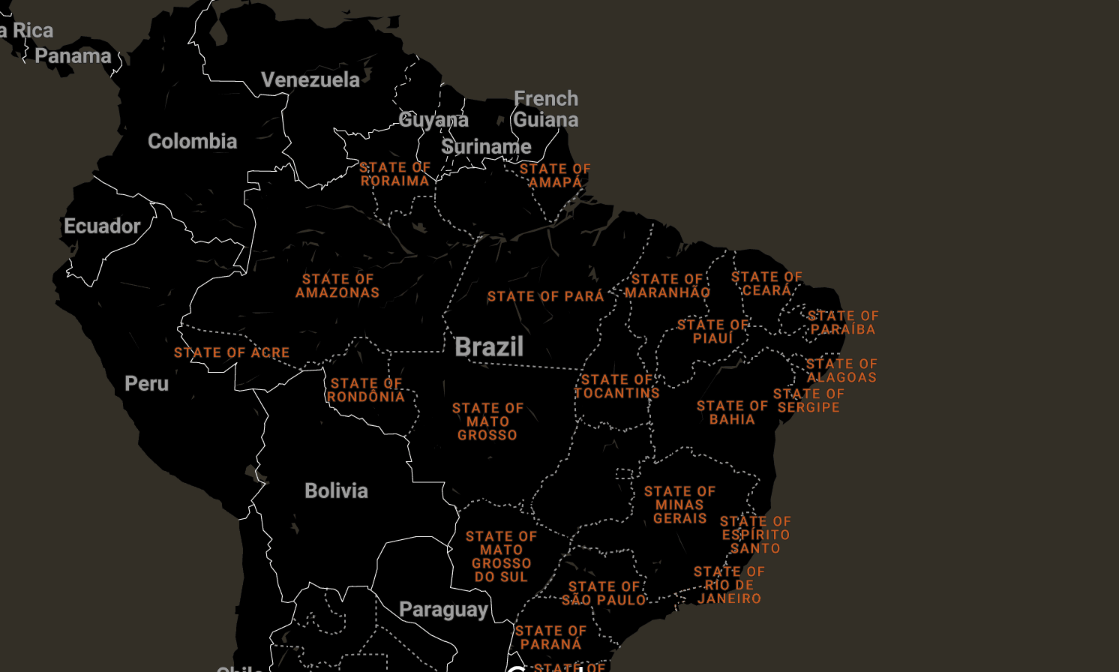 a Rica
Panama
Venezuela
French
Guiana
Guyana
Colombia
Suriname
STATE OF
RORAIMA
STATE OF
AMAPÁ
Ecuador
STATE OF
AMAZONAS
STATE OF PARÁ
STATE OF
MARANHÃO
STATE OF
CEARÁ
STATE OF
PARAÍBA
STATE OF
PIAUÍ
Brazil
STATE OF ACRE
STATE OF
ALAGOAS
Peru
STATE OF
RONDÔNIA
STATE OF
TOCANTINS
STATE OF
SERGIPE
STATE OF
MATO
GROSSO
STATE OF
BAHIA
Bolivia
STATE OF
MINAS
GERAIS
STATE OF
ESPÍRITO
SANTO
STATE OF
MATO
GROSSO
DO SUL
STATE OF
RIO DE
JANEIRO
STATE OF
SÃO PAULO
Paraguay
STATE OF
PARANÁ
STATE OF